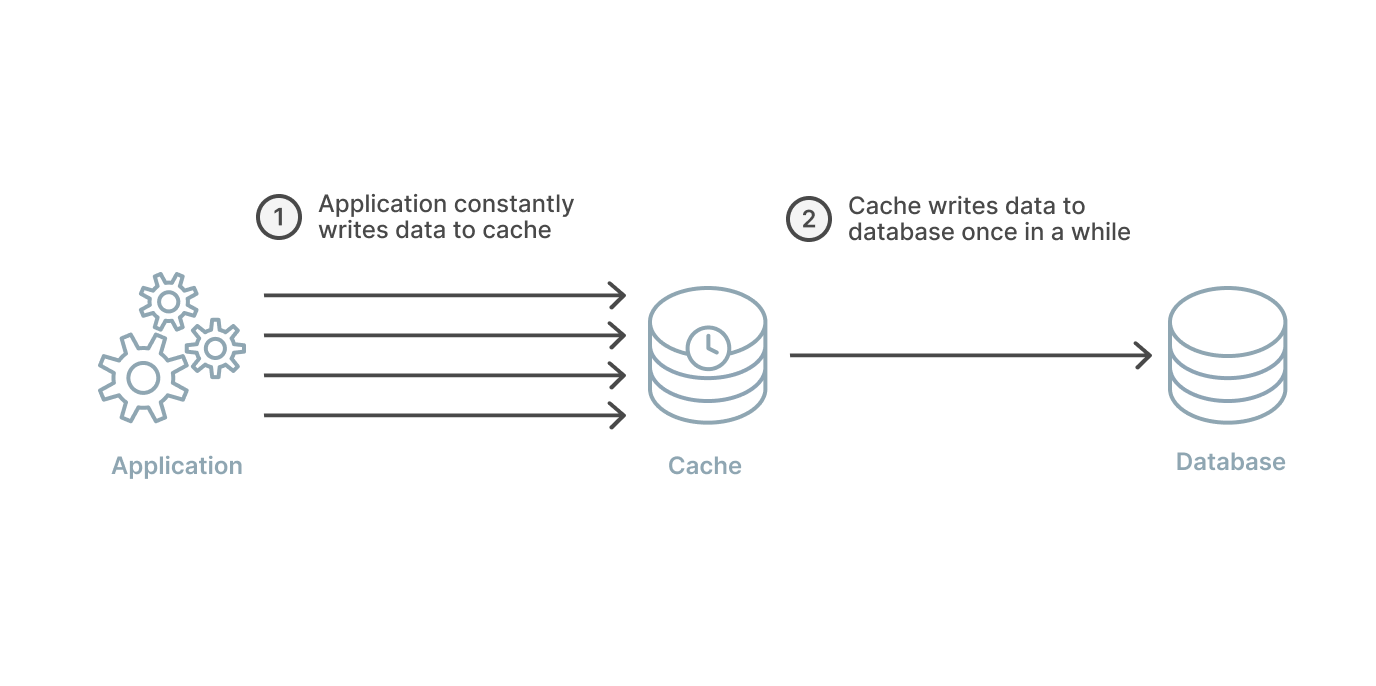 1
Application constantly
writes data to cache
2
Cache writes data to
database once in a while
Application
Cache
Database